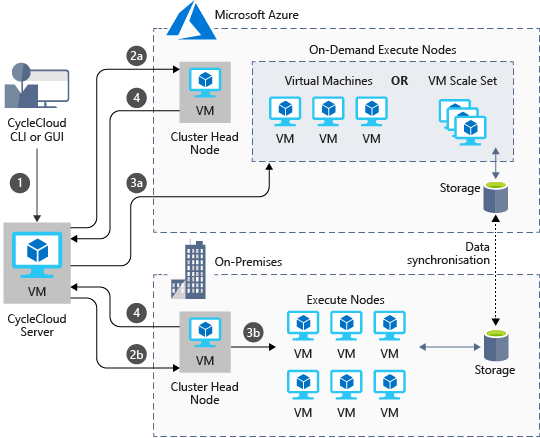 Microsoft Azure
2a
On-Demand Execute Nodes
Virtual Machines OR VM Scale Set
VM
4
VM VM VM
CycleCloud
CLI or GUI
Cluster Head
Node
1
3a
Storage
VM
Data
synchronisation
On-Premises
CycleCloud
Server
4
Execute Nodes
VM
3b
VM VM VM
2b
Storage
Cluster Head
Node
VM VM VM